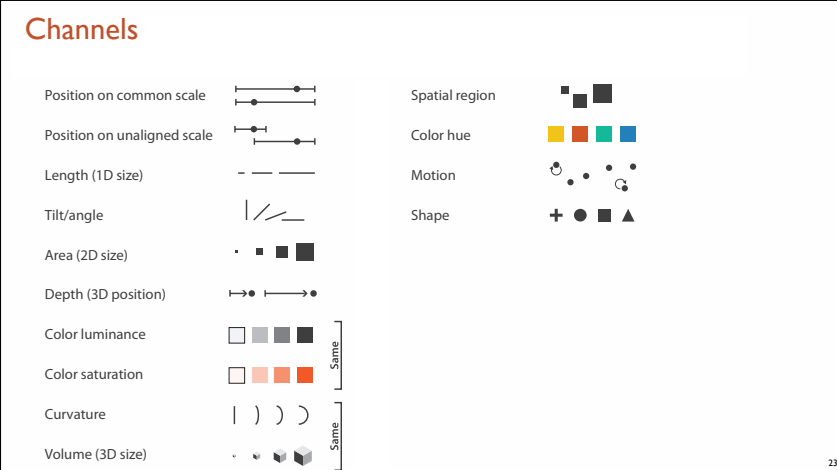 Channels
Position on common scale
Position on unaligned scale
Length (1D size)
Tilt/angle
Area (2D size)
Depth (3D position)
Color luminance
Color saturation
Same
Curvature
Volume (3D size)
Same
Spatial region
Color hue
Motion
Shape
23